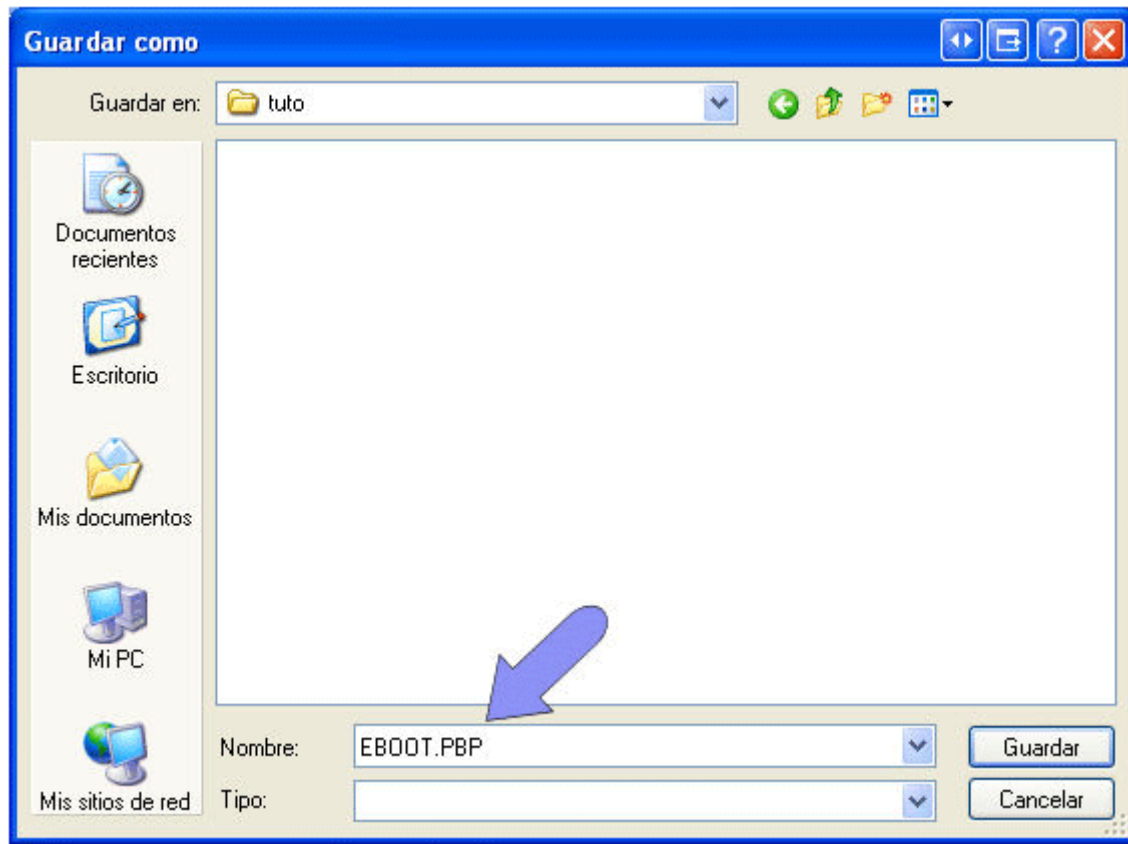 Guardar como
Guardar en: tuto
Documentos
recientes
Escritorio
Mis documentos
Mi PC
Mis sitios de red
Nombre: EBOOT.PBP Guardar
Tipo: Cancelar